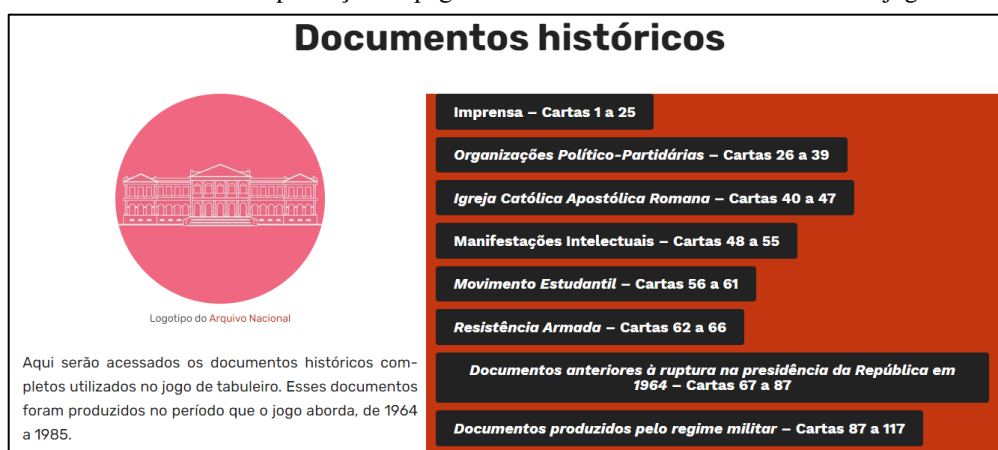 Documentos históricos
Logotipo do Arquivo Nacional
Aqui serão acessados os documentos históricos com-
pletos utilizados no jogo de tabuleiro. Esses documentos
foram produzidos no período que o jogo aborda, de 1964
a 1985.
Imprensa – Cartas 1 a 25
Organizações Político-Partidárias – Cartas 26 a 39
Igreja Católica Apostólica Romana – Cartas 40 a 47
Manifestações Intelectuais – Cartas 48 a 55
Movimento Estudantil – Cartas 56 a 61
Resistência Armada – Cartas 62 a 66
Documentos anteriores à ruptura na presidência da República em
1964 – Cartas 67 a 87
Documentos produzidos pelo regime militar – Cartas 87 a 117